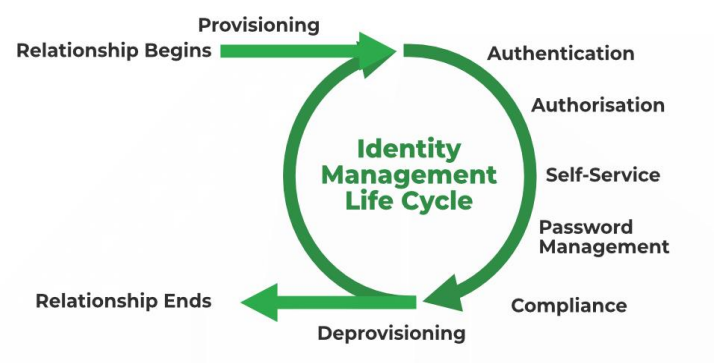 Provisioning
Relationship Begins
Authentication
Authorisation
Identity
Management
Life Cycle
Self-Service
Password
Management
Relationship Ends
Compliance
Deprovisioning